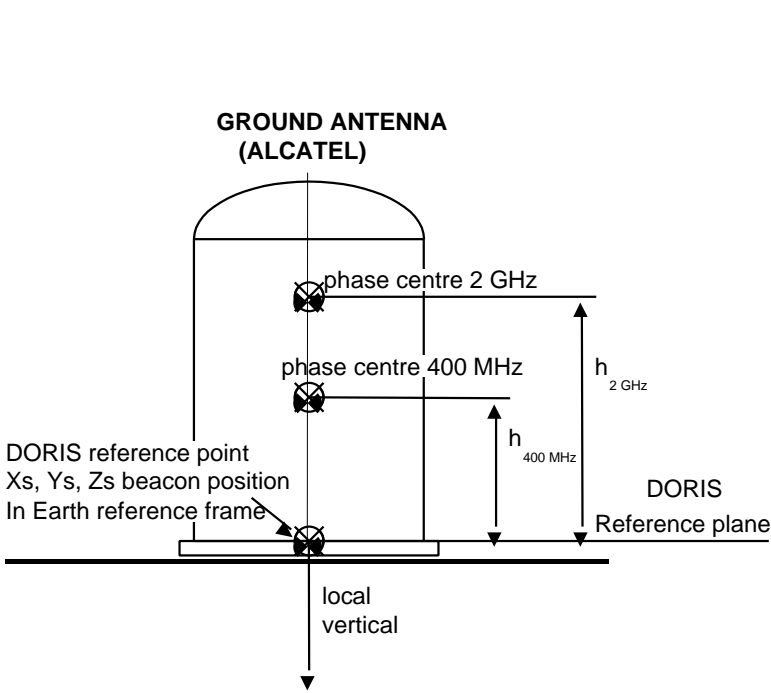 GROUND ANTENNA
(ALCATEL)
phase centre 2 GHz
phase centre 400 MHz
h
2 GHz
h
400 MHz
DORIS reference point
Xs, Ys, Zs beacon position
In Earth reference frame
DORIS
Reference plane
local
vertical